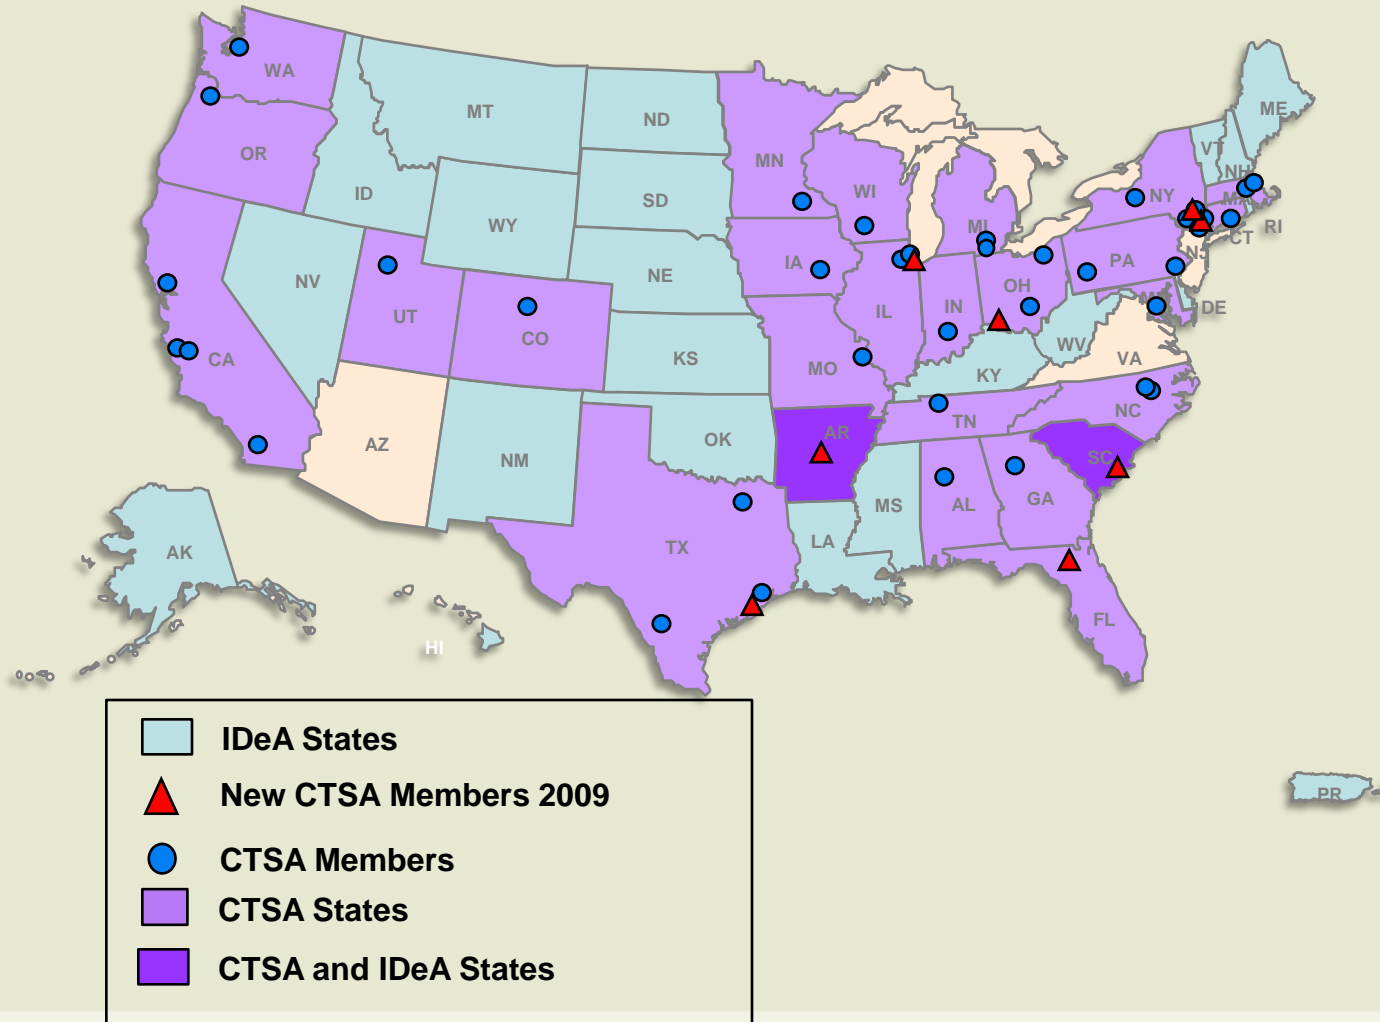 WA
MT
ND
ME
OR
MN
VT
ID
SD
WI
NH
NY
MA
WY
MI
RI
CT
NJ
IA
PA
NE
NV
OH
UT
IL
IN
MD
DE
CO
WV
CA
KS
MO
KY
VA
NC
TN
AZ
OK
AR
NM
SC
MS
AL
GA
TX
LA
AK
FL
HI
PR
IDeA States
New CTSA Members 2009
CTSA Members
CTSA States
CTSA and IDeA States